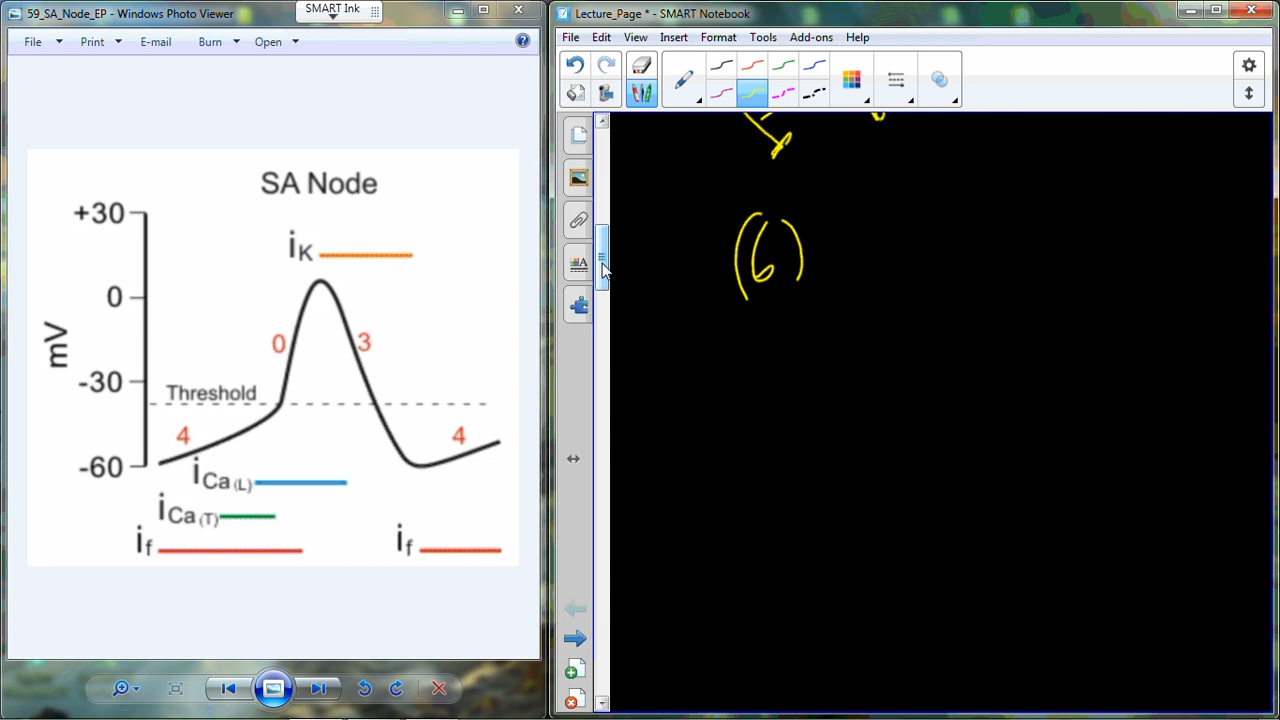 59_SA_Node_EP - Windows Photo Viewer
SMART Ink
File Print E-mail Burn Open
SA Node
iK
+30
0
-30
-60
mV
0
3
Threshold
4
4
iCa (L)
iCa (T)
if
if
Lecture_Page * - SMART Notebook
File Edit View Insert Format Tools Add-ons Help
(6)